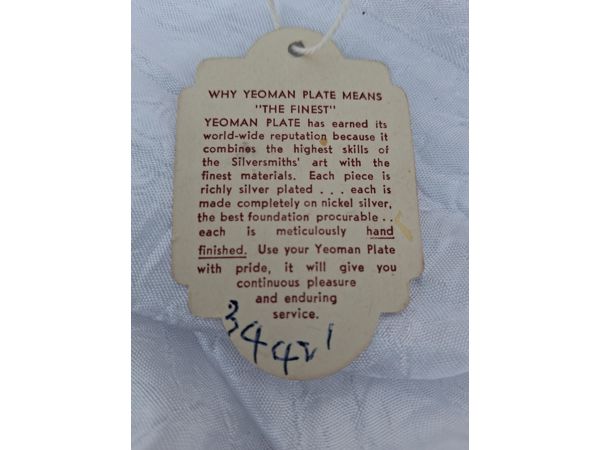 WHY YEOMAN PLATE MEANS
"THE FINEST"
YEOMAN PLATE has earned its
world-wide reputation because it
combines the highest skills of
the Silversmiths' art with the
finest materials. Each piece is
richly silver plated . . . each is
made completely on nickel silver,
the best foundation procurable . .
each is meticulously hand
finished. Use your Yeoman Plate
with pride, it will give you
continuous pleasure
and enduring
service.